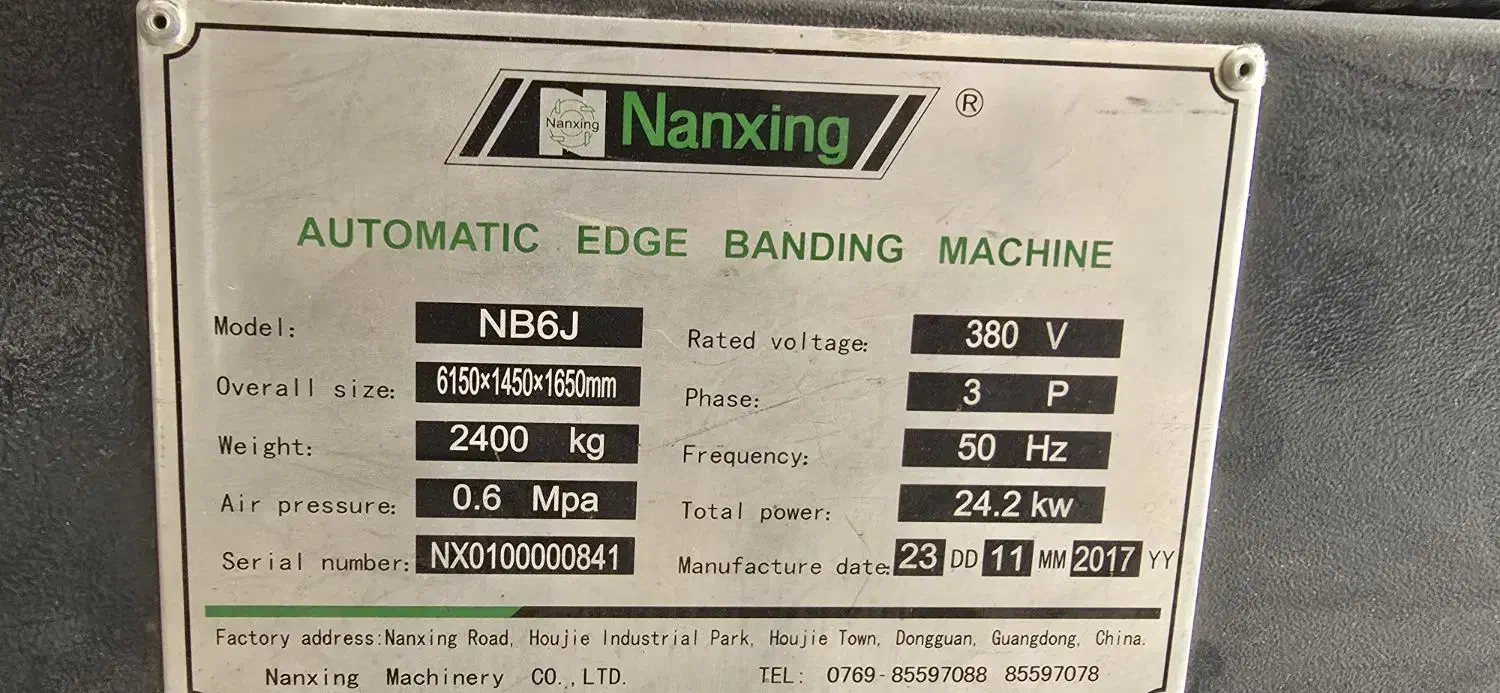 Nanxing Nanxing ®
AUTOMATIC EDGE BANDING MACHINE
Model: NB6J Rated voltage: 380 V
Overall size: 6150×1450×1650mm Phase: 3 P
Weight: 2400 kg Frequency: 50 Hz
Air pressure: 0.6 Mpa Total power: 24.2 kw
Serial number: NX0100000841 Manufacture date: 23 DD 11 MM 2017 YY
Factory address:Nanxing Road, Houjie Industrial Park, Houjie Town, Dongguan, Guangdong, China.
Nanxing Machinery CO.,LTD. TEL: 0769-85597088 85597078